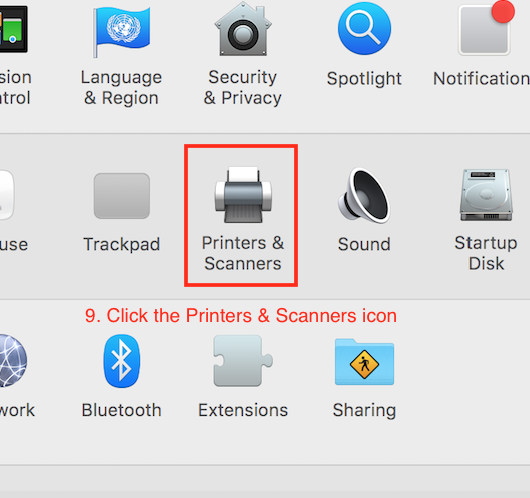 sion Language Security Spotlight Notification
ntrol & Region & Privacy
use Trackpad Printers & Sound Startup
Scanners Disk
9. Click the Printers & Scanners icon
work Bluetooth Extensions Sharing